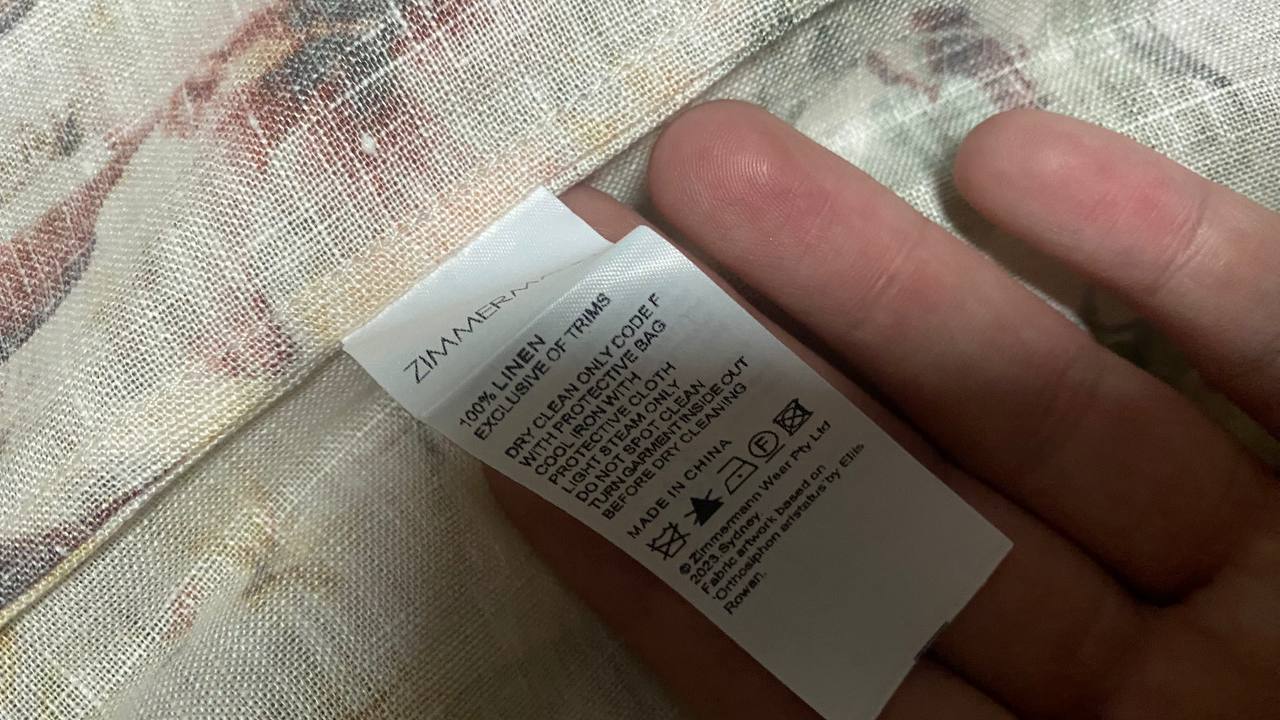 ZIMMERM
100% LINEN
EXCLUSIVE OF TRIMS
DRY CLEAN ONLY CODE F
WITH PROTECTIVE BAG
COOL IRON WITH
PROTECTIVE CLOTH
LIGHT STEAM ONLY
DO NOT SPOT CLEAN
TURN GARMENT INSIDE OUT
BEFORE DRY CLEANING
MADE IN CHINA
F
© Zimmermann Wear Pty Ltd
2023 Sydney.
Fabric artwork based on
'Orthosiphon aristatus' by Ellis
Rowan.